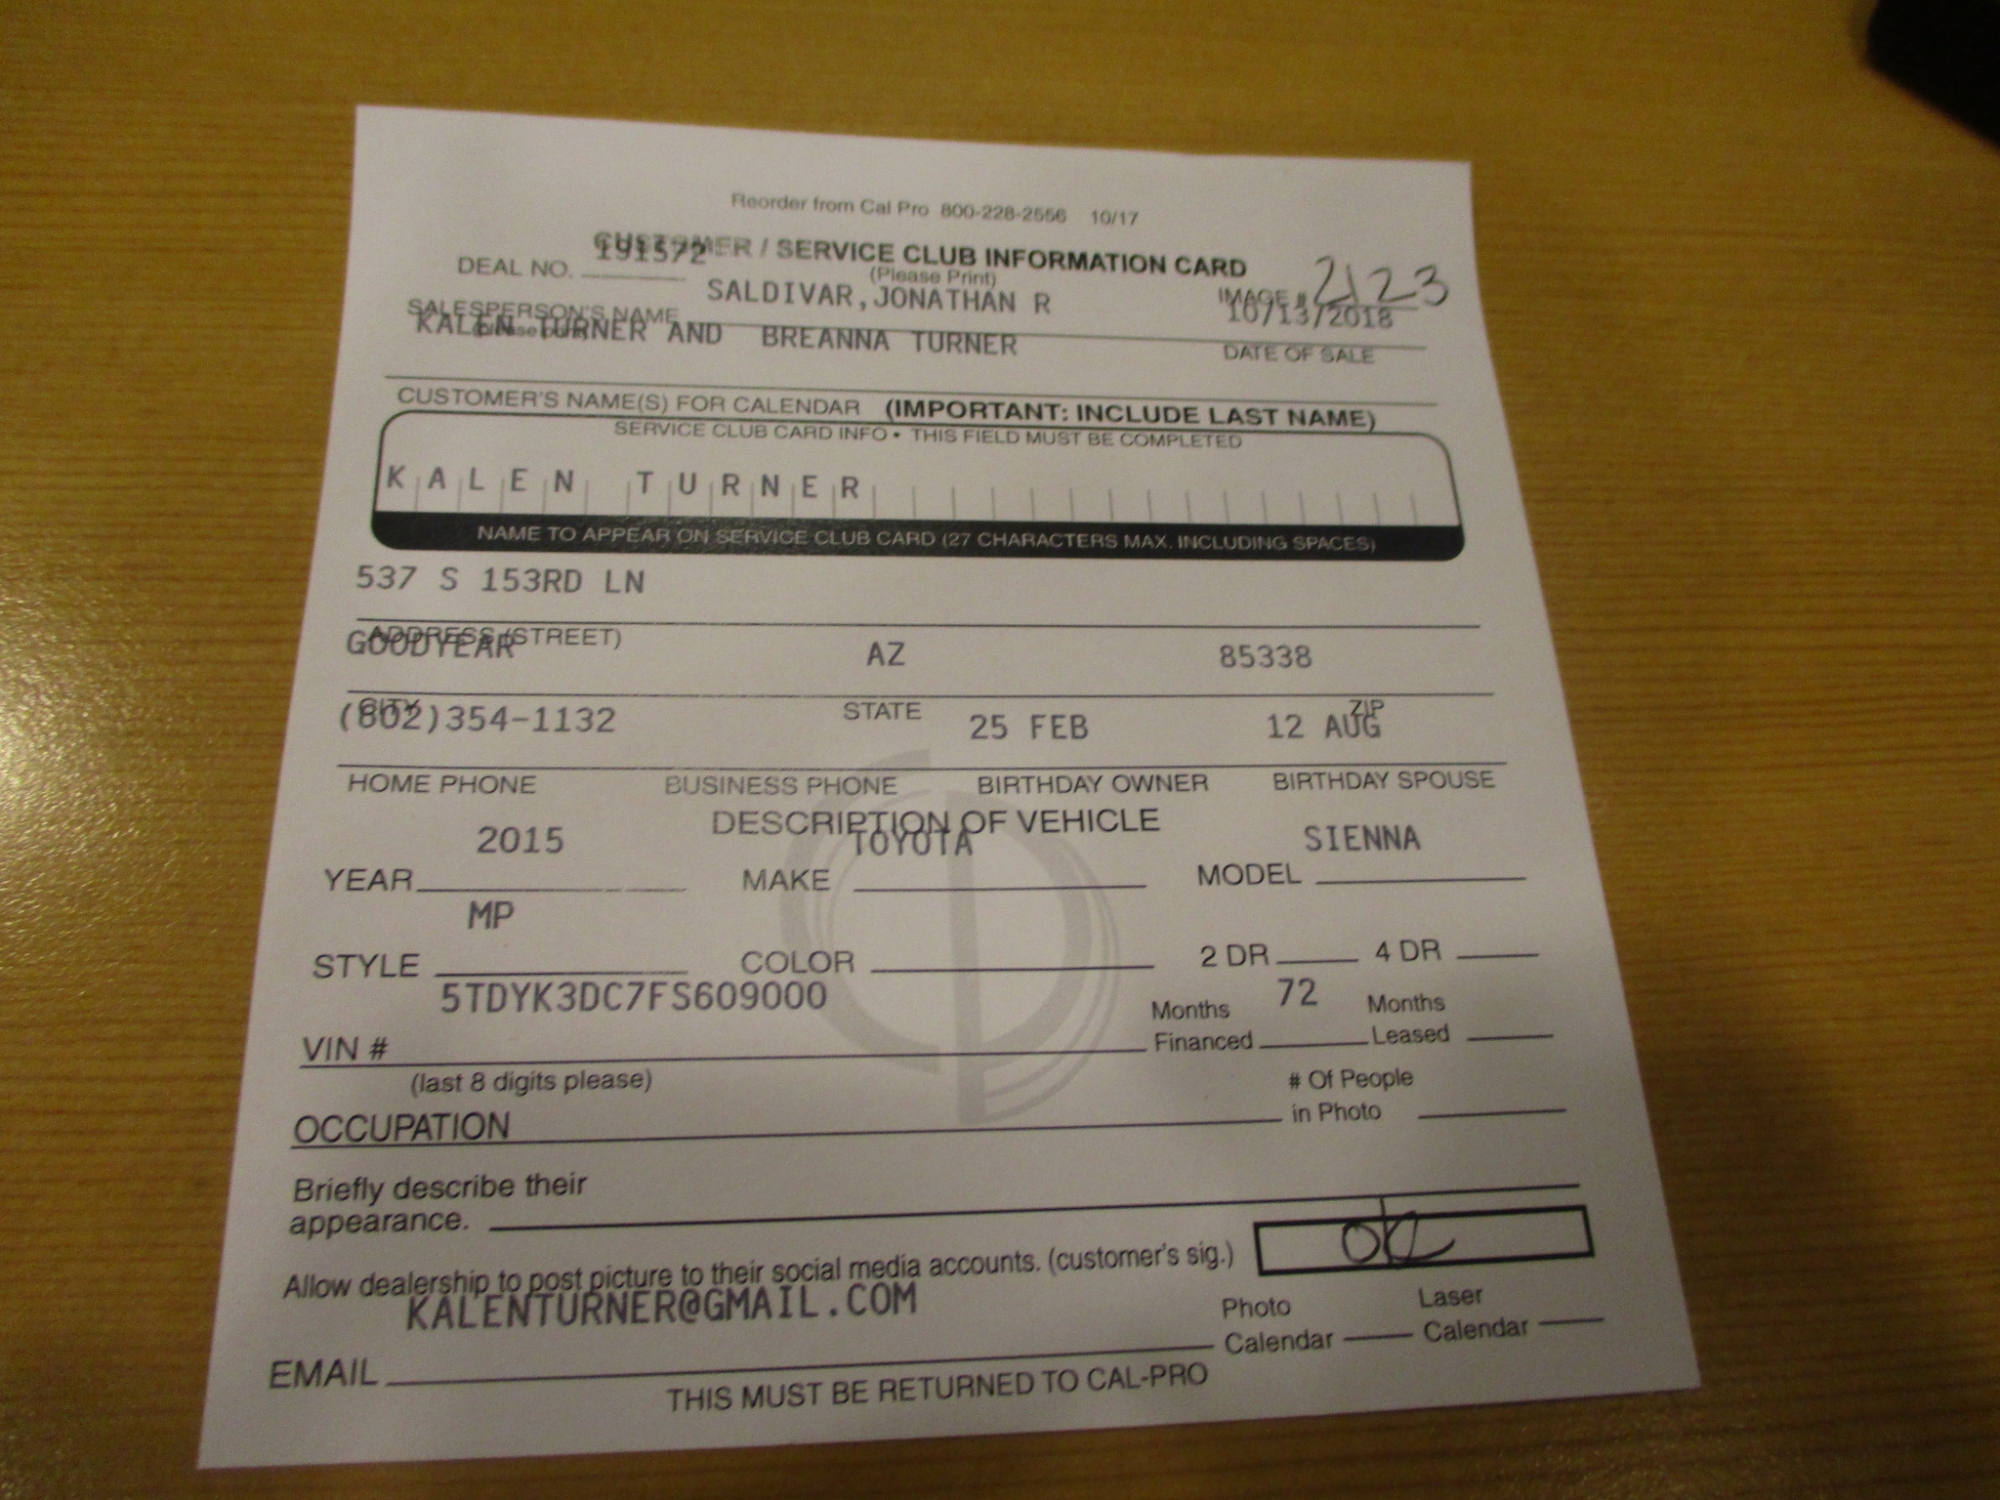 Reorder from Cal Pro 800-228-2556 10/17
CUSTOMER / SERVICE CLUB INFORMATION CARD
191572
DEAL NO.
(Please Print)
SALDIVAR,JONATHAN R
IMAGE # 2123
SALESPERSON'S NAME
10/13/2018
(please print)
KALEN TURNER AND BREANNA TURNER
DATE OF SALE
CUSTOMER'S NAME(S) FOR CALENDAR (IMPORTANT: INCLUDE LAST NAME)
SERVICE CLUB CARD INFO • THIS FIELD MUST BE COMPLETED
KALEN TURNER
NAME TO APPEAR ON SERVICE CLUB CARD (27 CHARACTERS MAX. INCLUDING SPACES)
537 S 153RD LN
ADDRESS (STREET)
GOODYEAR AZ 85338
CITY STATE ZIP
354-1132 25 FEB 12 AUG
HOME PHONE BUSINESS PHONE BIRTHDAY OWNER BIRTHDAY SPOUSE
DESCRIPTION OF VEHICLE
2015 TOYOTA SIENNA
YEAR MAKE MODEL
MP
STYLE COLOR 2 DR 4 DR
5TDYK3DC7FS609000
Months 72 Months
VIN # Financed Leased
(last 8 digits please)
# Of People
OCCUPATION in Photo
Briefly describe their
appearance.
Allow dealership to post picture to their social media accounts. (customer's sig.) ok
KALENTURNER@GMAIL.COM
Photo Laser
EMAIL Calendar Calendar
THIS MUST BE RETURNED TO CAL-PRO